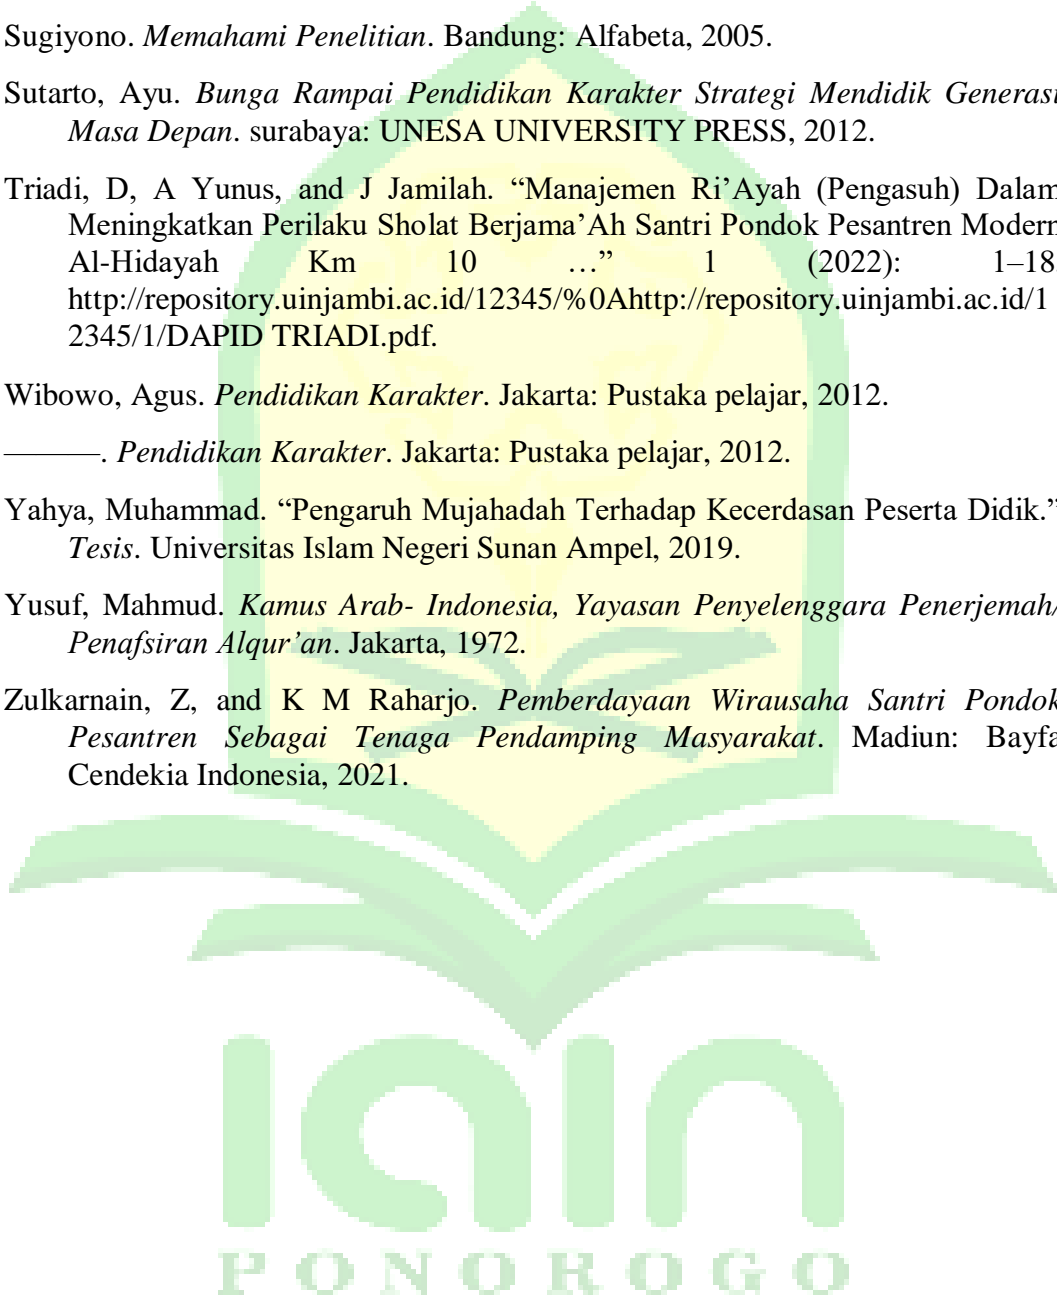 Sugiyono. Memahami Penelitian. Bandung: Alfabeta, 2005.
Sutarto, Ayu. Bunga Rampai Pendidikan Karakter Strategi Mendidik Generasi
Masa Depan. surabaya: UNESA UNIVERSITY PRESS, 2012.
Triadi, D, A Yunus, and J Jamilah. “Manajemen Ri’Ayah (Pengasuh) Dalam
Meningkatkan Perilaku Sholat Berjama’Ah Santri Pondok Pesantren Modern
Al-Hidayah Km 10 …” 1 (2022): 1–18.
http://repository.uinjambi.ac.id/12345/%0Ahttp://repository.uinjambi.ac.id/1
2345/1/DAPID TRIADI.pdf.
Wibowo, Agus. Pendidikan Karakter. Jakarta: Pustaka pelajar, 2012.
———. Pendidikan Karakter. Jakarta: Pustaka pelajar, 2012.
Yahya, Muhammad. “Pengaruh Mujahadah Terhadap Kecerdasan Peserta Didik.”
Tesis. Universitas Islam Negeri Sunan Ampel, 2019.
Yusuf, Mahmud. Kamus Arab- Indonesia, Yayasan Penyelenggara Penerjemah/
Penafsiran Alqur’an. Jakarta, 1972.
Zulkarnain, Z, and K M Raharjo. Pemberdayaan Wirausaha Santri Pondok
Pesantren Sebagai Tenaga Pendamping Masyarakat. Madiun: Bayfa
Cendekia Indonesia, 2021.
iain
PONOROGO